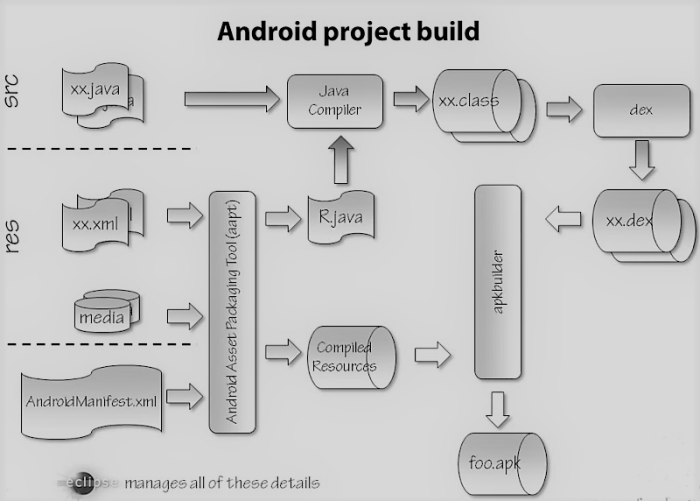 Android project build
src
xx.java
Java
Compiler
xx.class
dex
res
xx.xml
Android Asset Packaging Tool (aapt)
R.java
apkbuilder
xx.dex
media
Compiled
Resources
AndroidManifest.xml
foo.apk
eclipse manages all of these details